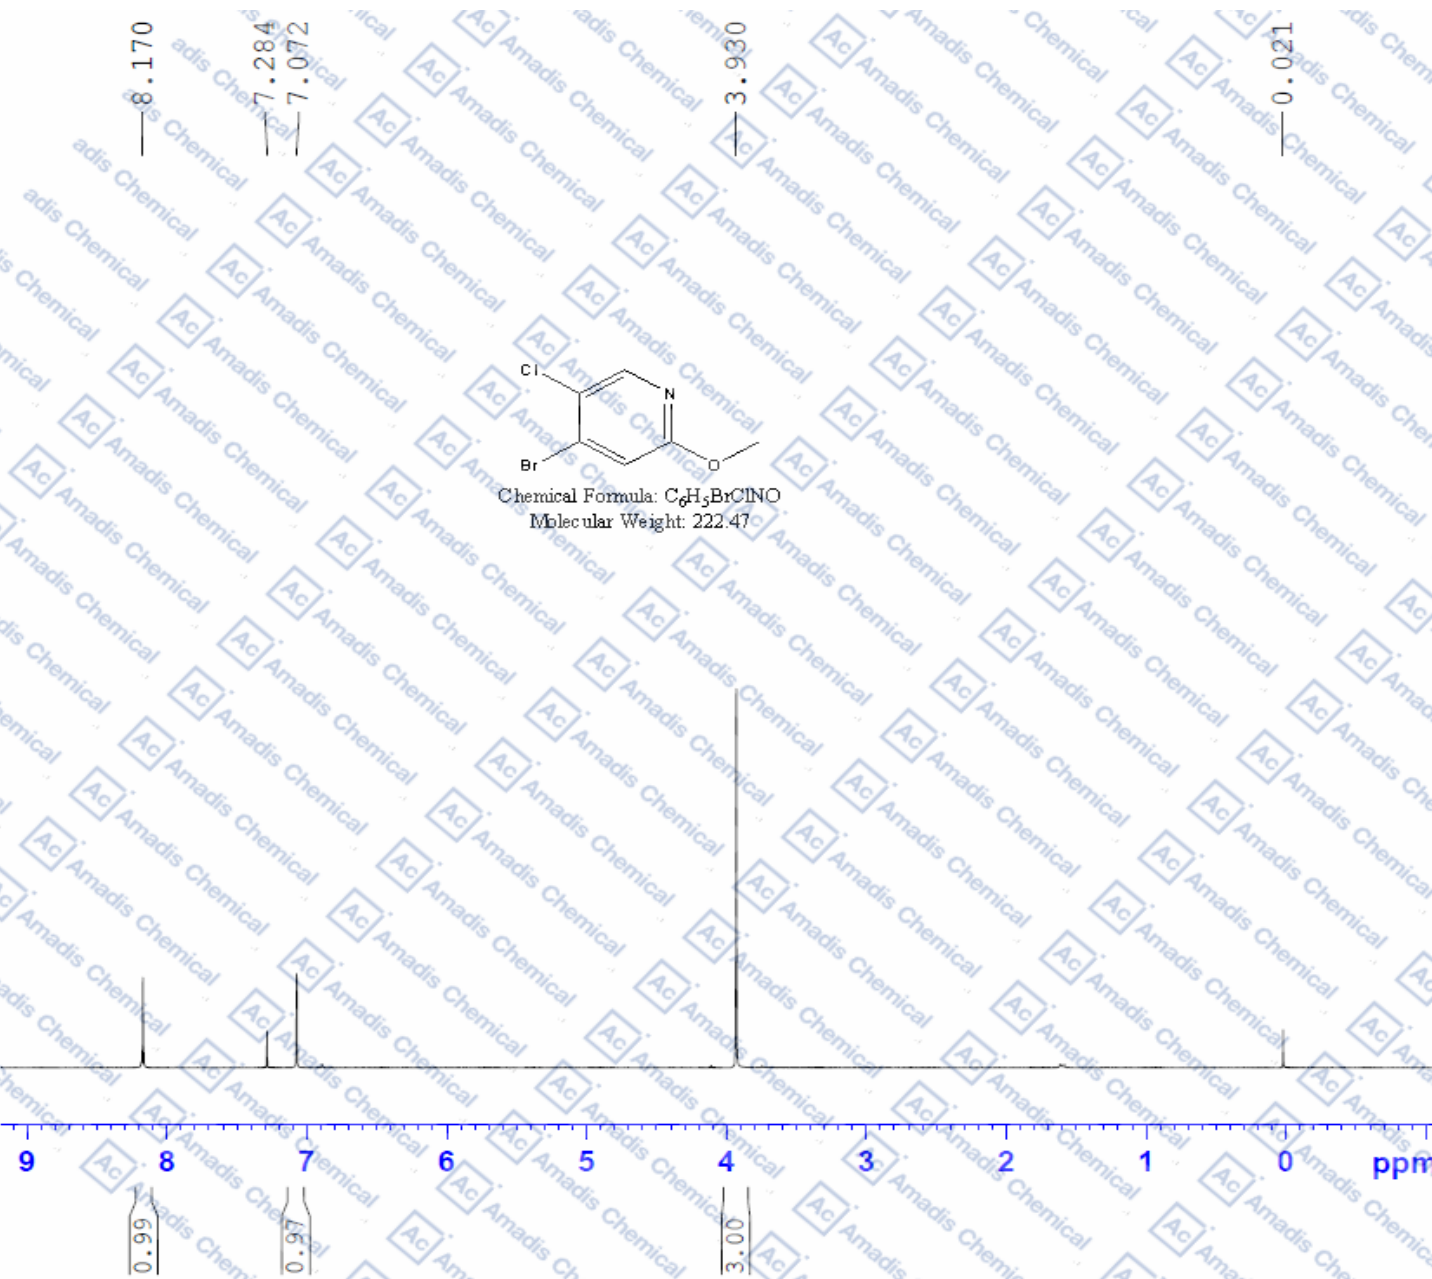 8.170
7.284
7.072
3.930
0.021
Cl
N
Br
O
Chemical Formula: C6H5BrClNO
Molecular Weight: 222.47
9 8 7 6 5 4 3 2 1 0 ppm
0.99
0.97
3.00
Ac Amadis Chemical